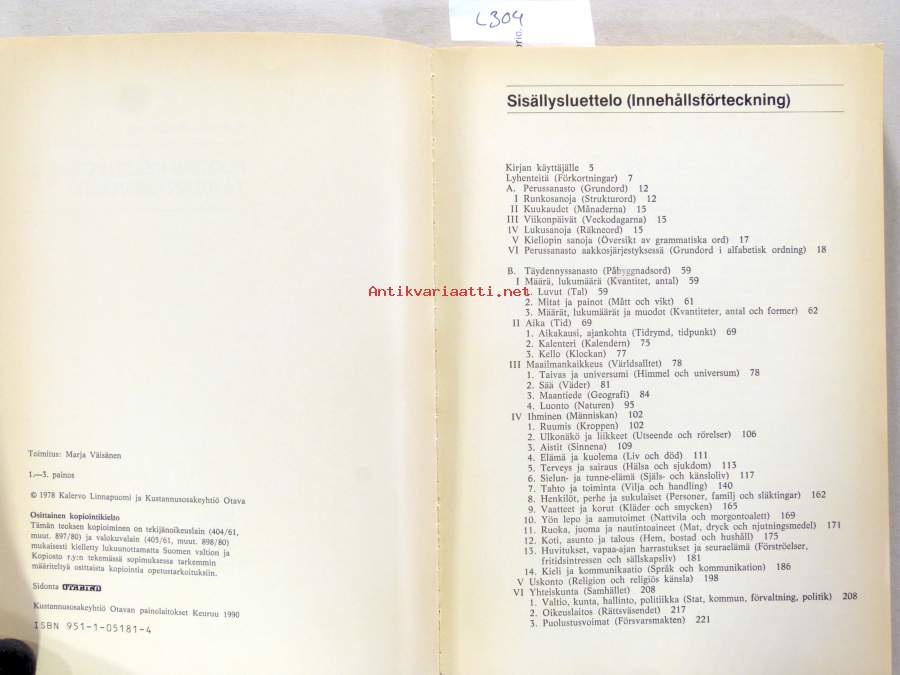 L304
Toimitus: Marja Väisänen
1.—3. painos
© 1978 Kalervo Linnapuomi ja Kustannusosakeyhtiö Otava
Osittainen kopiointikielto
Tämän teoksen kopioiminen on tekijänoikeuslain (404/61,
muut. 897/80) ja valokuvalain (405/61, muut. 898/80)
mukaisesti kielletty lukuunottamatta Suomen valtion ja
Kopiosto r.y:n tekemässä sopimuksessa tarkemmin
määriteltyä osittaista kopiointia opetustarkoituksiin.
Sidonta OTABIND
Kustannusosakeyhtiö Otavan painolaitokset Keuruu 1990
ISBN 951-1-05181-4
Sisällysluettelo (Innehållsförteckning)
Kirjan käyttäjälle 5
Lyhenteitä (Förkortningar) 7
A. Perussanasto (Grundord) 12
I Runkosanoja (Strukturord) 12
II Kuukaudet (Månaderna) 15
III Viikonpäivät (Veckodagarna) 15
IV Lukusanoja (Räkneord) 15
V Kieliopin sanoja (Översikt av grammatiska ord) 17
VI Perussanasto aakkosjärjestyksessä (Grundord i alfabetisk ordning) 18
B. Täydennyssanasto (Påbyggnadsord) 59
I Määrä, lukumäärä (Kvantitet, antal) 59
Antikvariaatti.net
1. Luvut (Tal) 59
2. Mitat ja painot (Mått och vikt) 61
3. Määrät, lukumäärät ja muodot (Kvantiteter, antal och former) 62
II Aika (Tid) 69
1. Aikakausi, ajankohta (Tidrymd, tidpunkt) 69
2. Kalenteri (Kalendern) 75
3. Kello (Klockan) 77
III Maailmankaikkeus (Världsalltet) 78
1. Taivas ja universumi (Himmel och universum) 78
2. Sää (Väder) 81
3. Maantiede (Geografi) 84
4. Luonto (Naturen) 95
IV Ihminen (Människan) 102
1. Ruumis (Kroppen) 102
2. Ulkonäkö ja liikkeet (Utseende och rörelser) 106
3. Aistit (Sinnena) 109
4. Elämä ja kuolema (Liv och död) 111
5. Terveys ja sairaus (Hälsa och sjukdom) 113
6. Sielun- ja tunne-elämä (Själs- och känsloliv) 117
7. Tahto ja toiminta (Vilja och handling) 140
8. Henkilöt, perhe ja sukulaiset (Personer, familj och släktingar) 162
9. Vaatteet ja korut (Kläder och smycken) 165
10. Yön lepo ja aamutoimet (Nattvila och morgontoalett) 169
11. Ruoka, juoma ja nautintoaineet (Mat, dryck och njutningsmedel) 171
12. Koti, asunto ja talous (Hem, bostad och hushåll) 175
13. Huvitukset, vapaa-ajan harrastukset ja seuraelämä (Förströelser,
fritidsintressen och sällskapsliv) 181
14. Kieli ja kommunikaatio (Språk och kommunikation) 186
V Uskonto (Religion och religiös känsla) 198
VI Yhteiskunta (Samhället) 208
1. Valtio, kunta, hallinto, politiikka (Stat, kommun, förvaltning, politik) 208
2. Oikeuslaitos (Rättsväsendet) 217
3. Puolustusvoimat (Försvarsmakten) 221